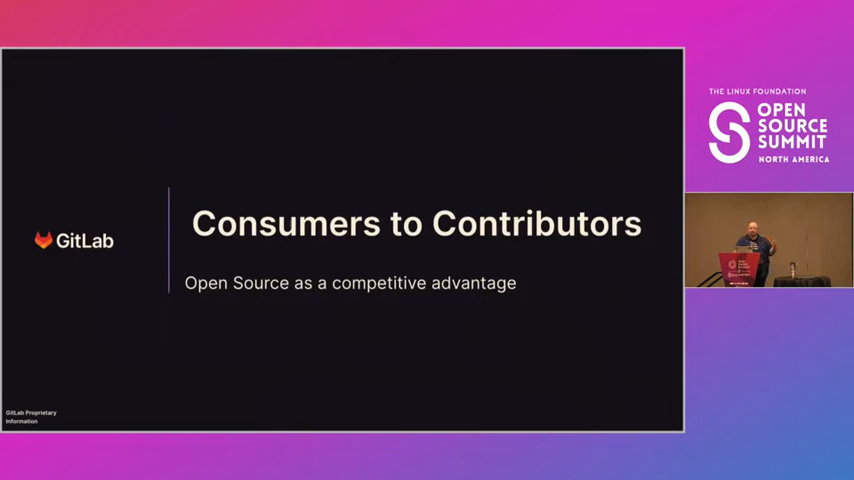 GitLab
Consumers to Contributors
Open Source as a competitive advantage
GitLab Proprietary
Information
THE LINUX FOUNDATION
OPEN
SOURCE
SUMMIT
NORTH AMERICA